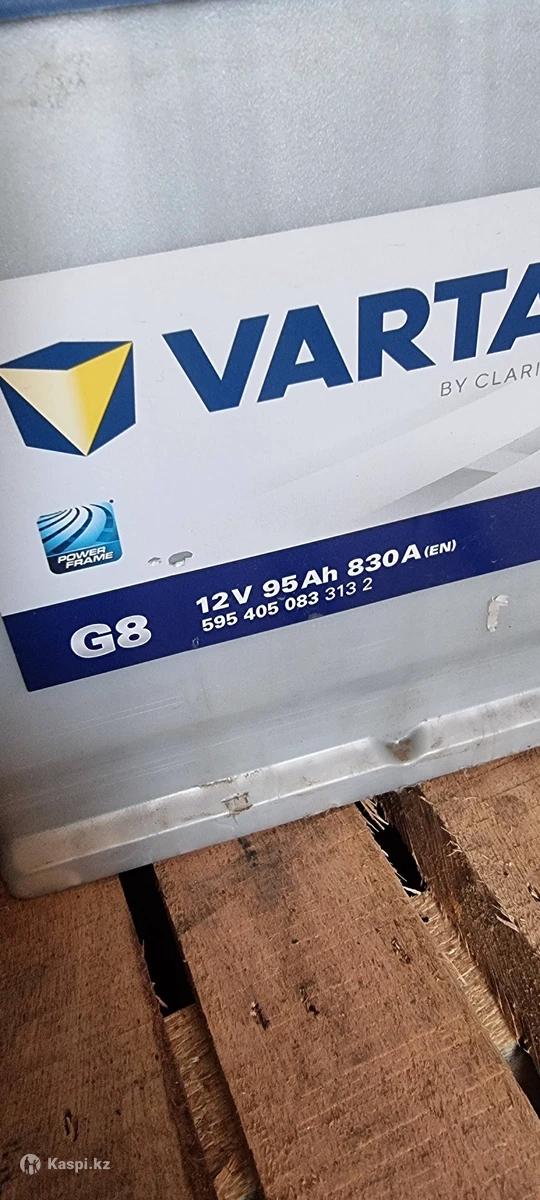 VARTA
BY CLARI
POWER
FRAME
G8
12V 95Ah 830A (EN)
595 405 083 313 2
Kaspi.kz